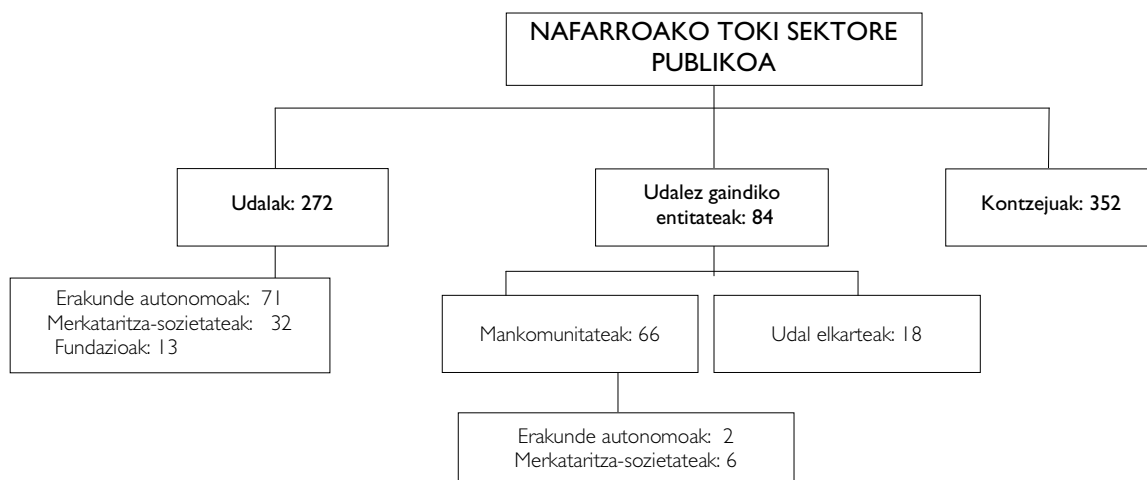 NAFARROAKO TOKI SEKTORE
PUBLIKOA
Udalak: 272
Udalez gaindiko
entitateak: 84
Kontzejuak: 352
Erakunde autonomoak: 71
Merkataritza-sozietateak: 32
Fundazioak: 13
Mankomunitateak: 66
Udal elkarteak: 18
Erakunde autonomoak: 2
Merkataritza-sozietateak: 6